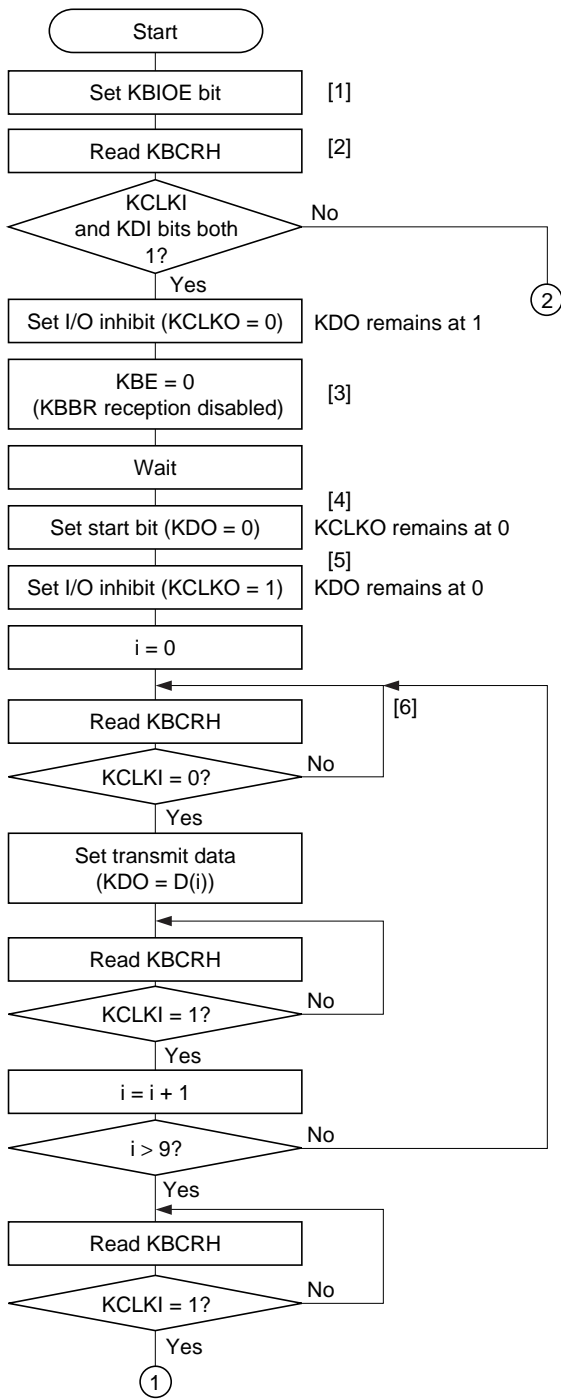 Start
Set KBIOE bit [1]
Read KBCRH [2]
KCLKI
and KDI bits both
1?
No
Yes
2
Set I/O inhibit (KCLKO = 0) KDO remains at 1
KBE = 0
(KBBR reception disabled)
[3]
Wait
[4]
Set start bit (KDO = 0) KCLKO remains at 0
[5]
Set I/O inhibit (KCLKO = 1) KDO remains at 0
i = 0
[6]
Read KBCRH
KCLKI = 0?
No
Yes
Set transmit data
(KDO = D(i))
Read KBCRH
KCLKI = 1?
No
Yes
i = i + 1
i > 9?
No
Yes
Read KBCRH
KCLKI = 1?
No
Yes
1